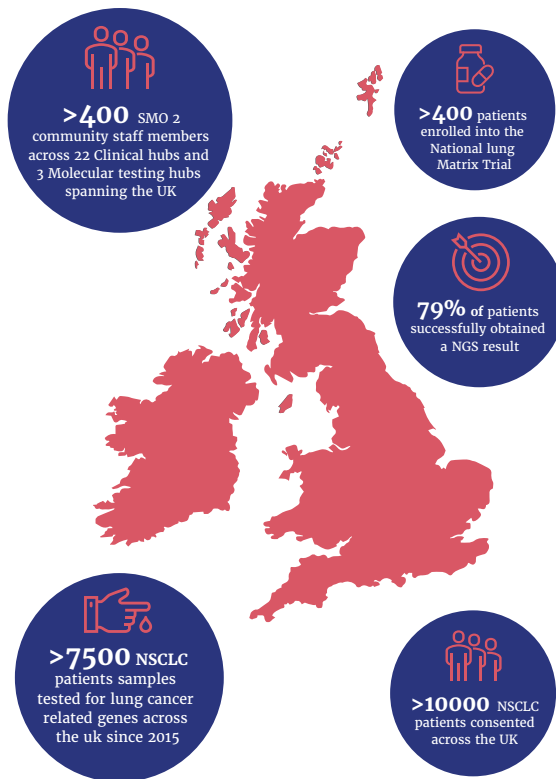 >400 SMO 2
community staff members
across 22 Clinical hubs and
3 Molecular testing hubs
spanning the UK
>400 patients
enrolled into the
National lung
Matrix Trial
79% of patients
successfully obtained
a NGS result
>7500 NSCLC
patients samples
tested for lung cancer
related genes across
the uk since 2015
>10000 NSCLC
patients consented
across the UK